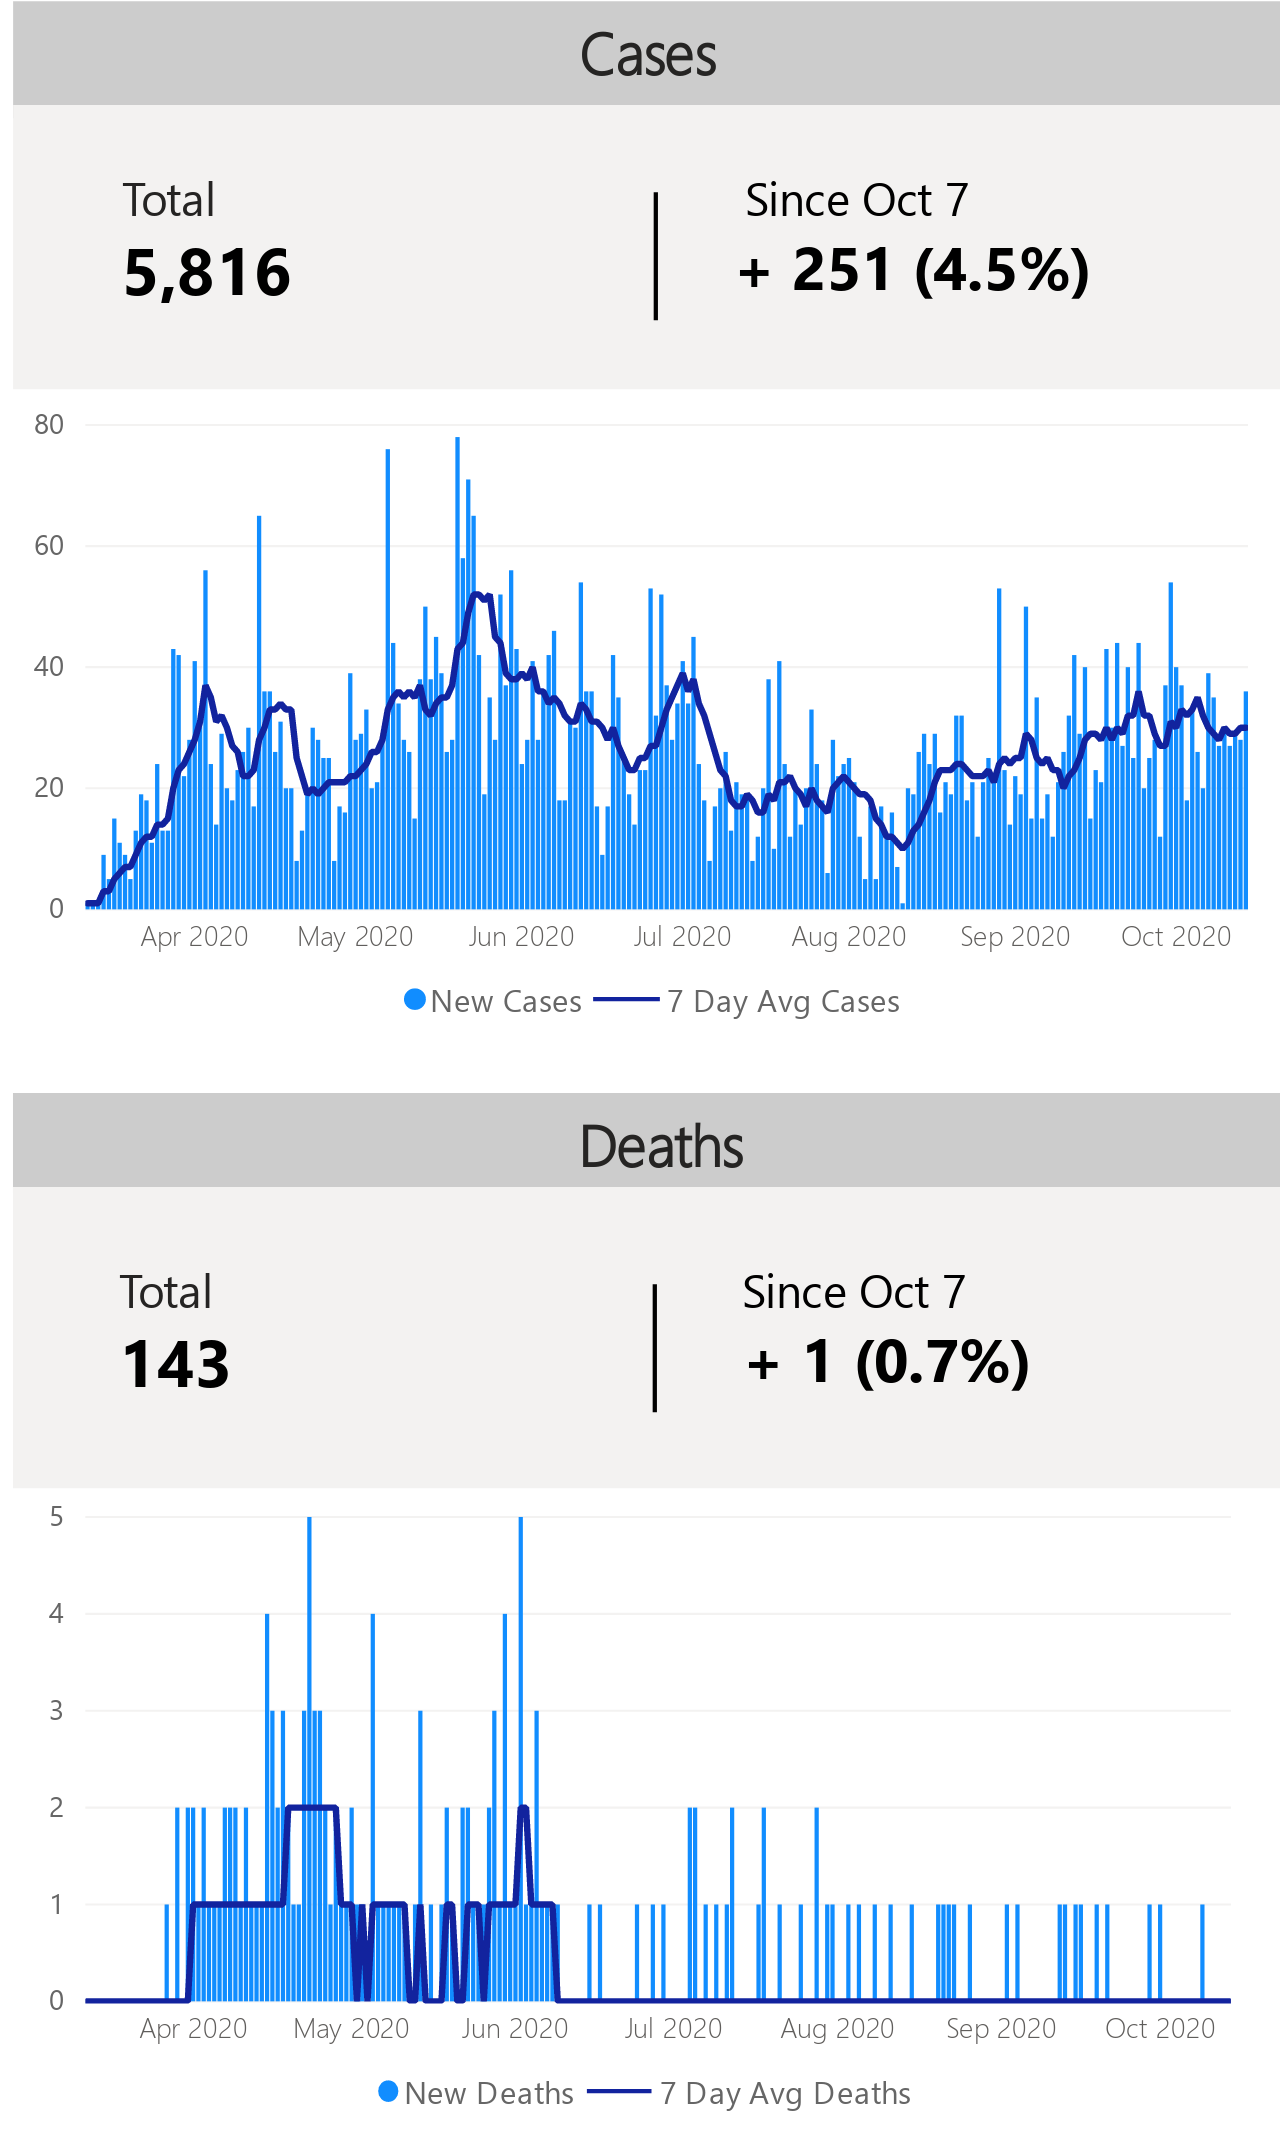 Cases
Total
Since Oct 7
5,816
+ 251 (4.5%)
80
60
40
20
0
Apr 2020 May 2020 Jun 2020 Jul 2020 Aug 2020 Sep 2020 Oct 2020
New Cases 7 Day Avg Cases
Deaths
Total
Since Oct 7
143
+ 1 (0.7%)
5
4
3
2
1
0
Apr 2020 May 2020 Jun 2020 Jul 2020 Aug 2020 Sep 2020 Oct 2020
New Deaths 7 Day Avg Deaths